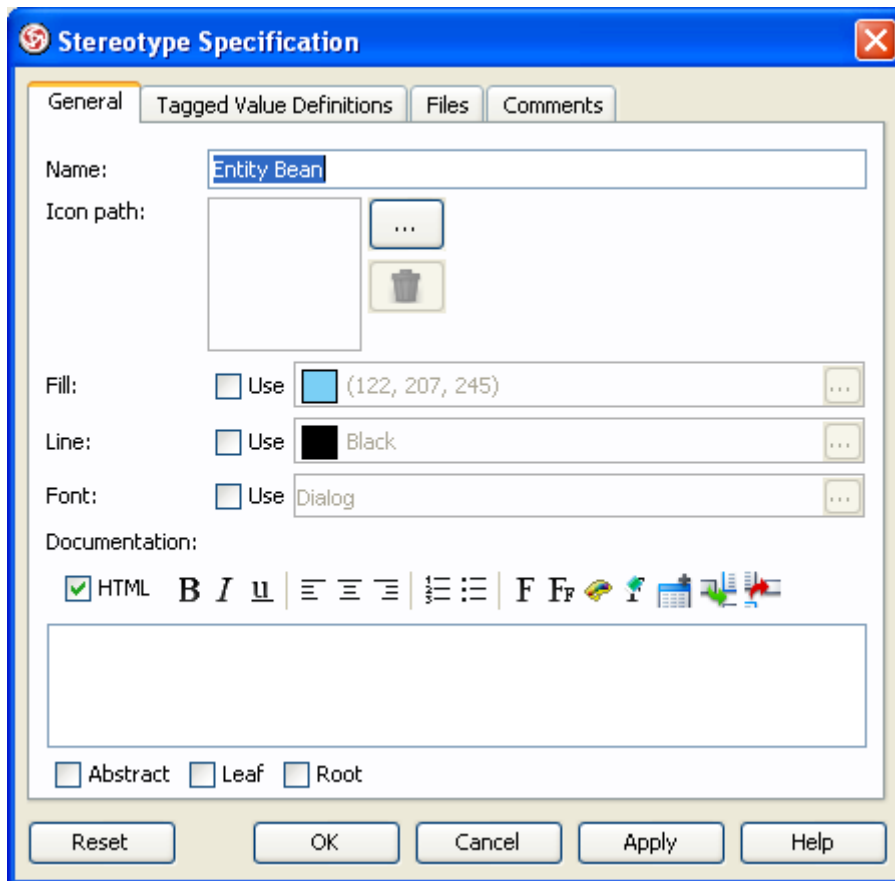 Stereotype Specification
General Tagged Value Definitions Files Comments
Name: Entity Bean
Icon path: ...
Fill: Use (122, 207, 245) ...
Line: Use Black ...
Font: Use Dialog ...
Documentation:
HTML B I u F FF
Abstract Leaf Root
Reset OK Cancel Apply Help